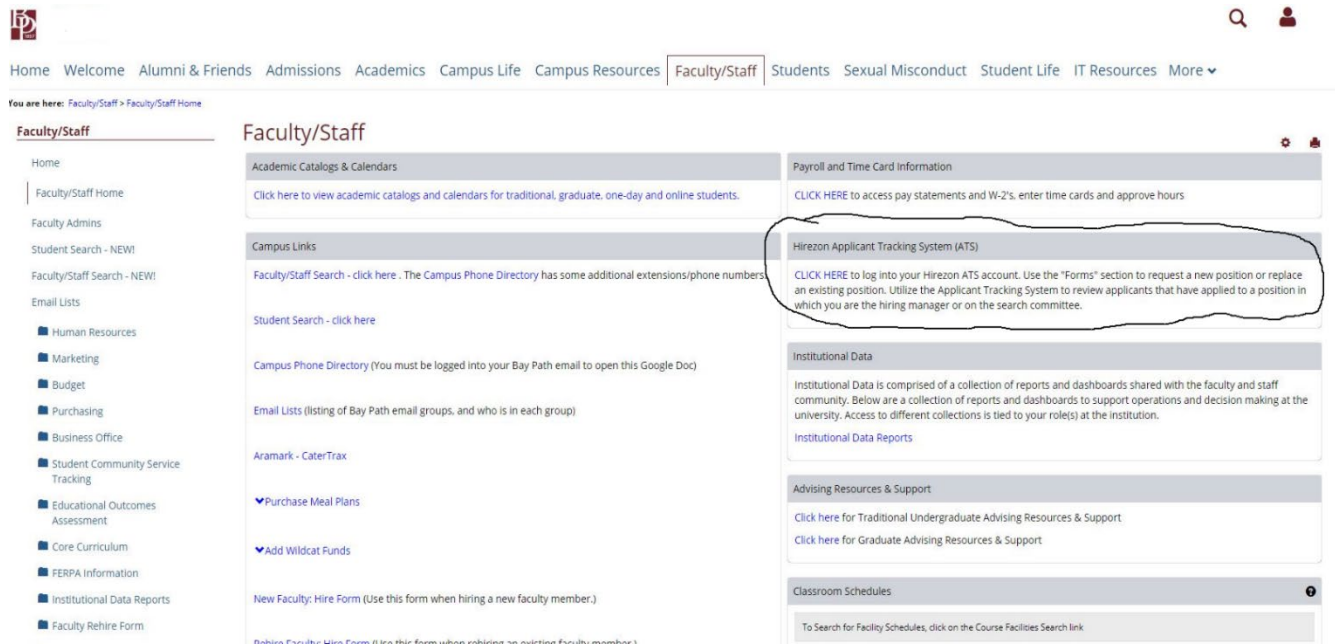 BP
Home Welcome Alumni & Friends Admissions Academics Campus Life Campus Resources Faculty/Staff Students Sexual Misconduct Student Life IT Resources More
You are here: Faculty/Staff > Faculty/Staff Home
Faculty/Staff
Home
Faculty/Staff Home
Faculty Admins
Student Search - NEW!
Faculty/Staff Search - NEW!
Email Lists
Human Resources
Marketing
Budget
Purchasing
Business Office
Student Community Service
Tracking
Educational Outcomes
Assessment
Core Curriculum
FERPA Information
Institutional Data Reports
Faculty Rehire Form
Faculty/Staff
Academic Catalogs & Calendars
Click here to view academic catalogs and calendars for traditional, graduate, one-day and online students.
Campus Links
Faculty/Staff Search - click here . The Campus Phone Directory has some additional extensions/phone numbers
Student Search - click here
Campus Phone Directory (You must be logged into your Bay Path email to open this Google Doc)
Email Lists (listing of Bay Path email groups, and who is in each group)
Aramark - CaterTrax
Purchase Meal Plans
Add Wildcat Funds
New Faculty: Hire Form (Use this form when hiring a new faculty member.)
Rehire Faculty: Hire Form (Use this form when rehiring an existing faculty member.)
Payroll and Time Card Information
CLICK HERE to access pay statements and W-2's, enter time cards and approve hours
Hirezon Applicant Tracking System (ATS)
CLICK HERE to log into your Hirezon ATS account. Use the "Forms" section to request a new position or replace
an existing position. Utilize the Applicant Tracking System to review applicants that have applied to a position in
which you are the hiring manager or on the search committee.
Institutional Data
Institutional Data is comprised of a collection of reports and dashboards shared with the faculty and staff
community. Below are a collection of reports and dashboards to support operations and decision making at the
university. Access to different collections is tied to your role(s) at the institution.
Institutional Data Reports
Advising Resources & Support
Click here for Traditional Undergraduate Advising Resources & Support
Click here for Graduate Advising Resources & Support
Classroom Schedules
To Search for Facility Schedules, click on the Course Facilities Search link